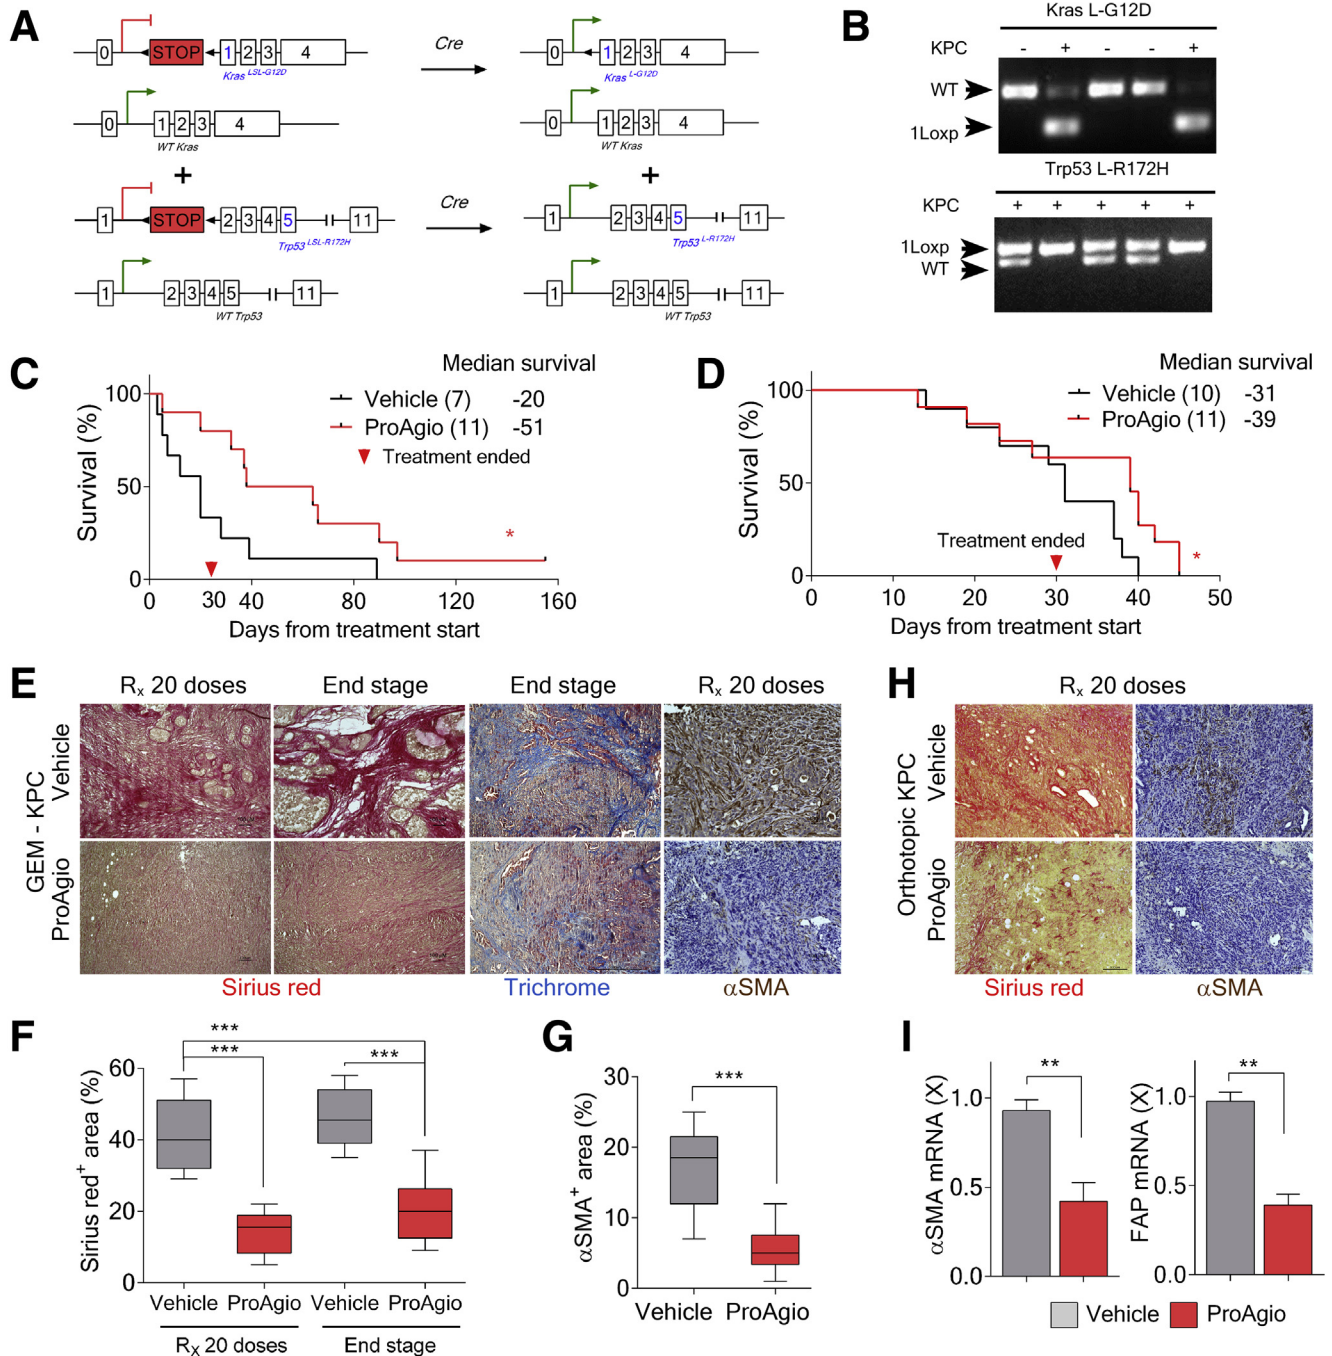 A
0
STOP
1
2
3
4
Kras LSL-G12D
Cre
0
1
2
3
4
Kras L-G12D
0
1
2
3
4
WT Kras
0
1
2
3
4
WT Kras
+
+
1
STOP
2
3
4
5
11
Trp53 LSL-R172H
Cre
1
2
3
4
5
11
Trp53 L-R172H
1
2
3
4
5
11
WT Trp53
1
2
3
4
5
11
WT Trp53
B
Kras L-G12D
KPC - + - - +
WT
1Loxp
Trp53 L-R172H
KPC + + + + +
1Loxp
WT
C
Median survival
Vehicle (7) -20
ProAgio (11) -51
Treatment ended
Survival (%)
100
50
0
*
0 30 40 80 120 160
Days from treatment start
D
Median survival
Vehicle (10) -31
ProAgio (11) -39
Survival (%)
100
50
0
Treatment ended
*
0 10 20 30 40 50
Days from treatment start
E
Rx 20 doses
End stage
End stage
Rx 20 doses
GEM - KPC
Vehicle
ProAgio
Sirius red
Trichrome
αSMA
H
Rx 20 doses
Orthotopic KPC
Vehicle
ProAgio
Sirius red
αSMA
F
Sirius red+ area (%)
60
40
20
0
***
***
***
Vehicle ProAgio Vehicle ProAgio
Rx 20 doses
End stage
G
αSMA+ area (%)
30
20
10
0
***
Vehicle ProAgio
I
αSMA mRNA (X)
1.0
0.5
0.0
**
FAP mRNA (X)
1.0
0.5
0.0
**
Vehicle
ProAgio